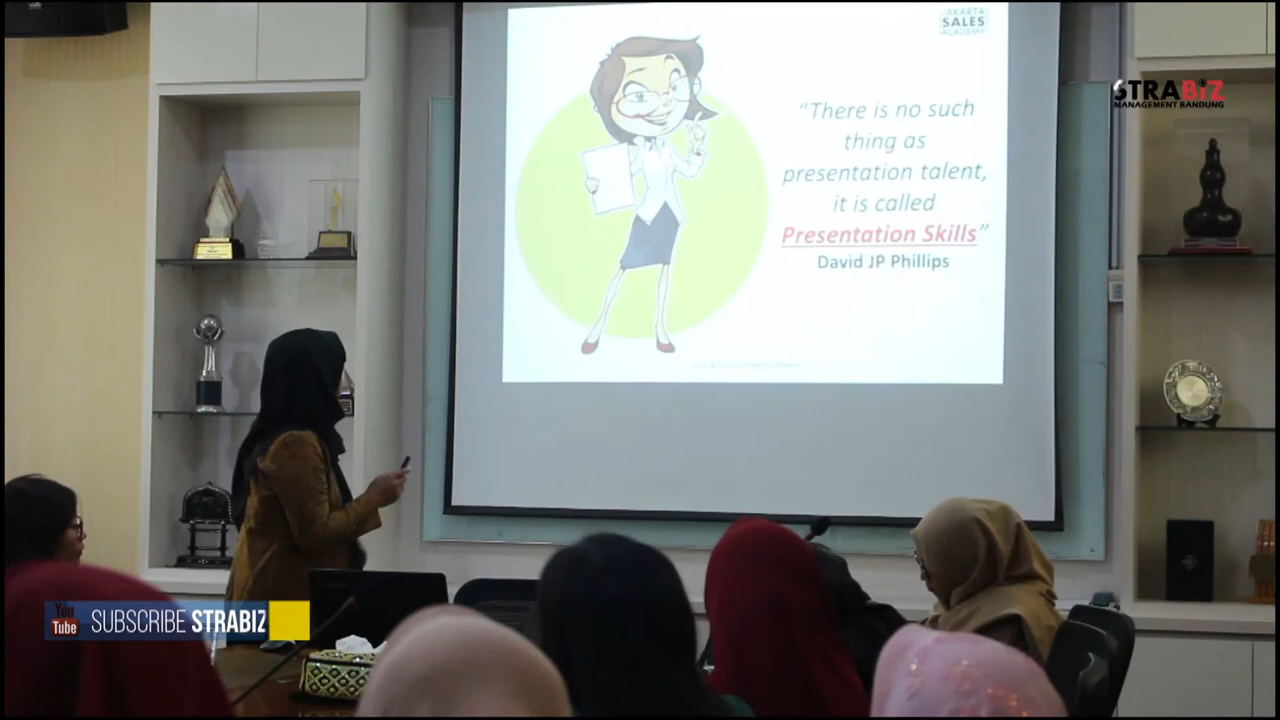 JAKARTA
SALES
ACADEMY
STRABIZ
MANAGEMENT BANDUNG
“There is no such
thing as
presentation talent,
it is called
Presentation Skills”
David JP Phillips
You
Tube
SUBSCRIBE STRABIZ